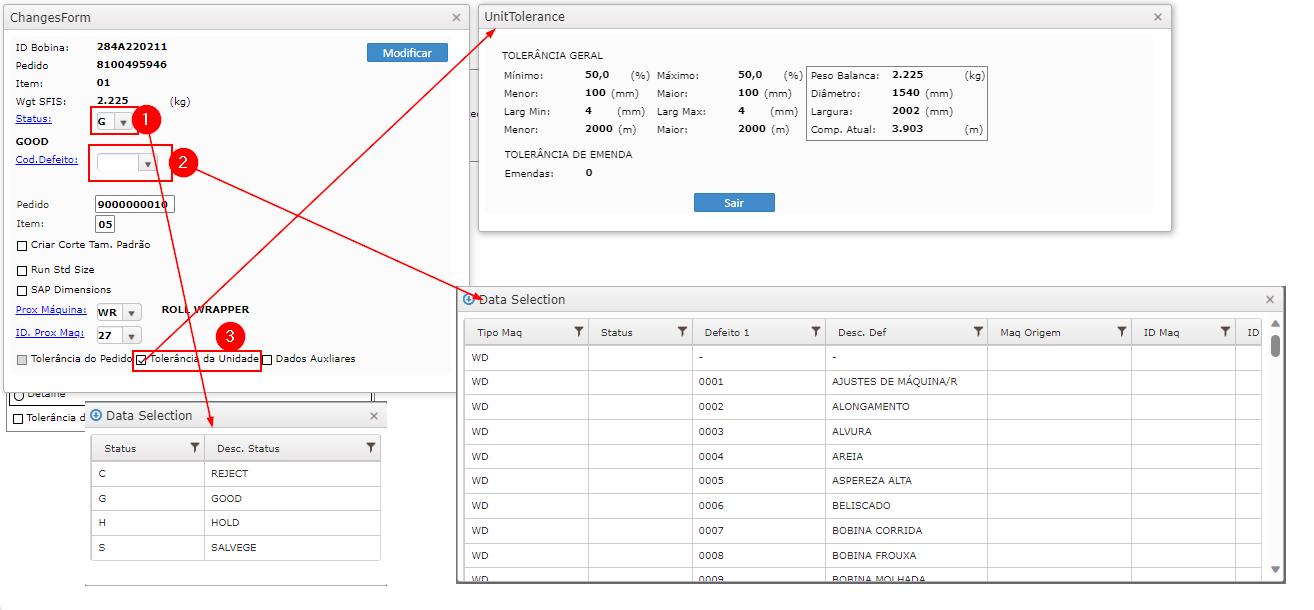 ChangesForm
ID Bobina: 284A220211
Modificar
Pedido 8100495946
Item: 01
Wgt SFIS: 2.225 (kg)
Status: G 1
GOOD
Cod.Defeito: 2
Pedido 9000000010
Item: 05
Criar Corte Tam. Padrão
Run Std Size
SAP Dimensions
Prox Máquina: WR ROLL WRAPPER
ID. Prox Maq: 27
3
Tolerância do Pedido Tolerância da Unidade Dados Auxliares
Detalhe
Tolerância d
UnitTolerance
TOLERÂNCIA GERAL
Mínimo: 50,0 (%) Máximo: 50,0 (%) Peso Balanca: 2.225 (kg)
Menor: 100 (mm) Maior: 100 (mm) Diâmetro: 1540 (mm)
Larg Min: 4 (mm) Larg Max: 4 (mm) Largura: 2002 (mm)
Menor: 2000 (m) Maior: 2000 (m) Comp. Atual: 3.903 (m)
TOLERÂNCIA DE EMENDA
Emendas: 0
Sair
Data Selection
Status Desc. Status
C REJECT
G GOOD
H HOLD
S SALVEGE
Data Selection
Tipo Maq Status Defeito 1 Desc. Def Maq Origem ID Maq ID
WD - -
WD 0001 AJUSTES DE MÁQUINA/R
WD 0002 ALONGAMENTO
WD 0003 ALVURA
WD 0004 AREIA
WD 0005 ASPEREZA ALTA
WD 0006 BELISCADO
WD 0007 BOBINA CORRIDA
WD 0008 BOBINA FROUXA
WD 0009 BOBINA MOLHADA